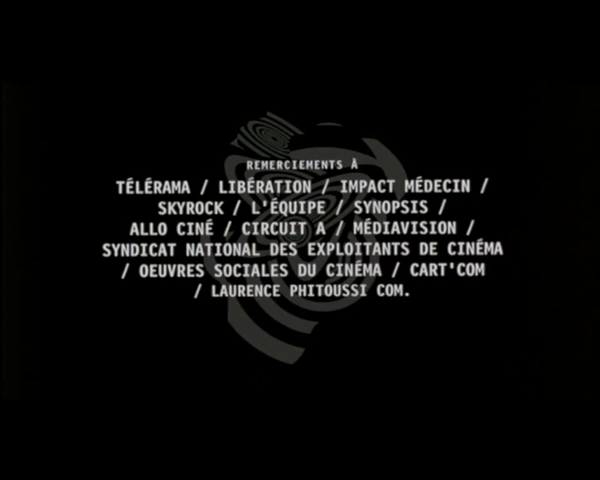 REMERCIEMENTS À
TÉLÉRAMA / LIBÉRATION / IMPACT MÉDECIN /
SKYROCK / L'ÉQUIPE / SYNOPSIS /
ALLO CINÉ / CIRCUIT A / MÉDIAVISION /
SYNDICAT NATIONAL DES EXPLOITANTS DE CINÉMA
/ OEUVRES SOCIALES DU CINÉMA / CART'COM
/ LAURENCE PHITOUSSI COM.